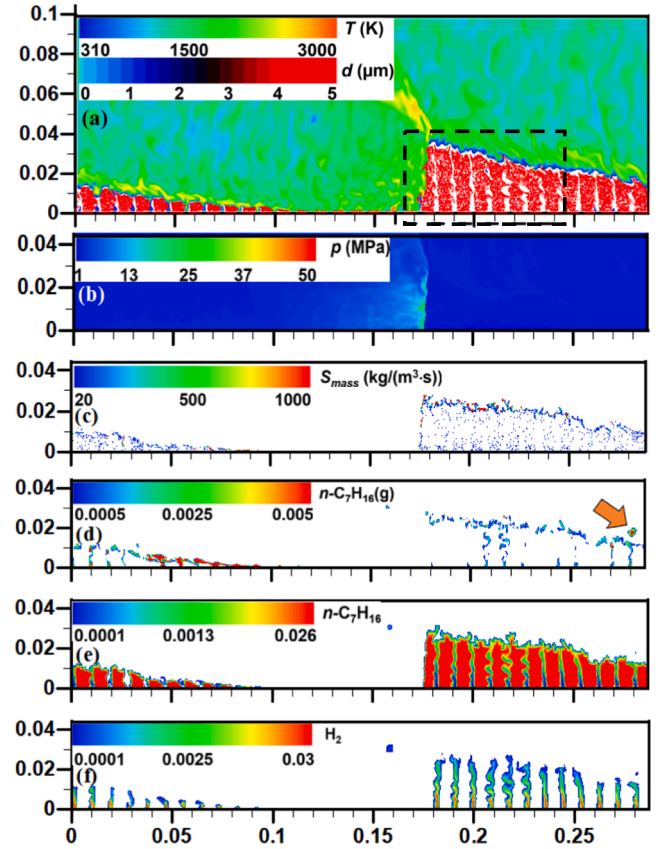 0.1
T (K)
310 1500 3000
0.08
d (μm)
0 1 2 3 4 5
0.06
(a)
0.04
0.02
0
0.04
p (MPa)
1 13 25 37 50
0.02
(b)
0
0.04
S_mass (kg/(m³·s))
20 500 1000
0.02
(c)
0
0.04
n-C₇H₁₆(g)
0.0005 0.0025 0.005
0.02
(d)
0
0.04
n-C₇H₁₆
0.0001 0.0013 0.026
0.02
(e)
0
0.04
H₂
0.0001 0.0025 0.03
0.02
(f)
0
0 0.05 0.1 0.15 0.2 0.25